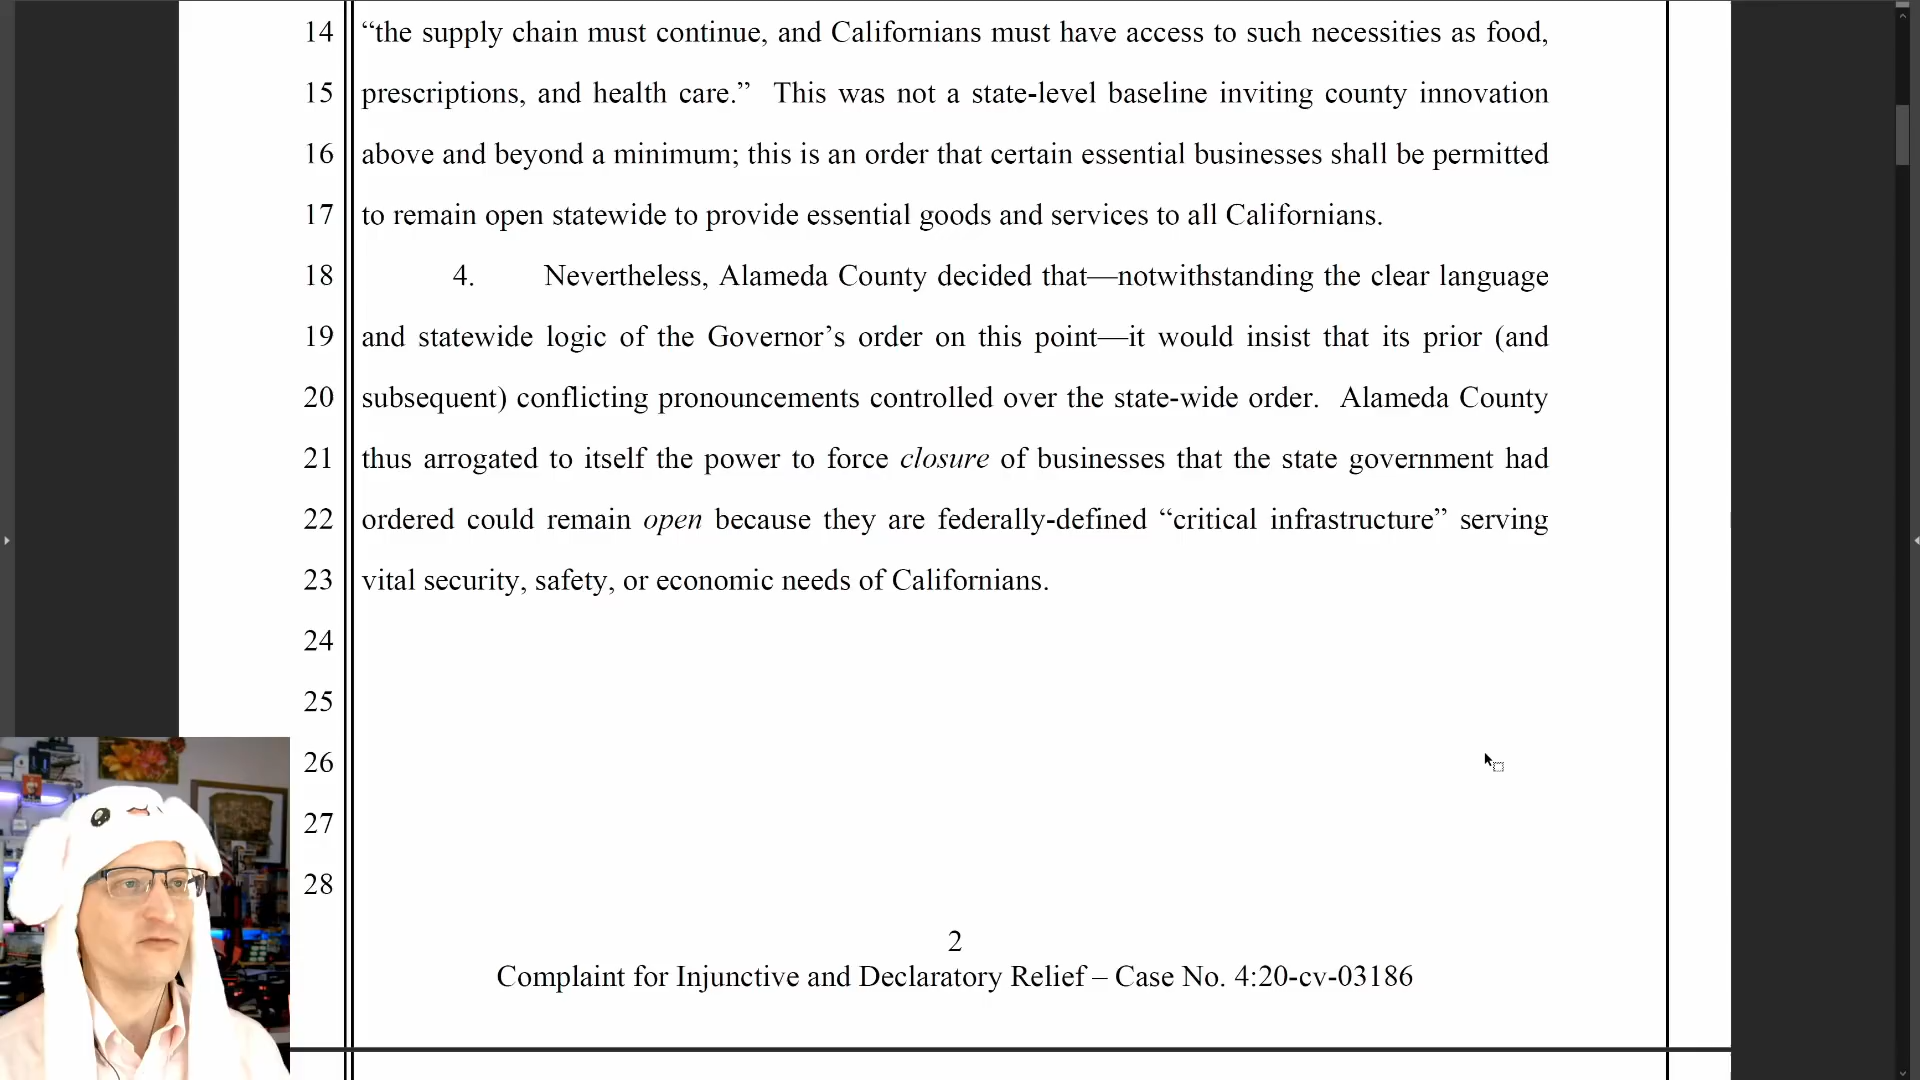 14 “the supply chain must continue, and Californians must have access to such necessities as food,
15 prescriptions, and health care.”  This was not a state-level baseline inviting county innovation
16 above and beyond a minimum; this is an order that certain essential businesses shall be permitted
17 to remain open statewide to provide essential goods and services to all Californians.
18 4. Nevertheless, Alameda County decided that—notwithstanding the clear language
19 and statewide logic of the Governor’s order on this point—it would insist that its prior (and
20 subsequent) conflicting pronouncements controlled over the state-wide order.  Alameda County
21 thus arrogated to itself the power to force closure of businesses that the state government had
22 ordered could remain open because they are federally-defined “critical infrastructure” serving
23 vital security, safety, or economic needs of Californians.
24
25
26
27
28
2
Complaint for Injunctive and Declaratory Relief – Case No. 4:20-cv-03186